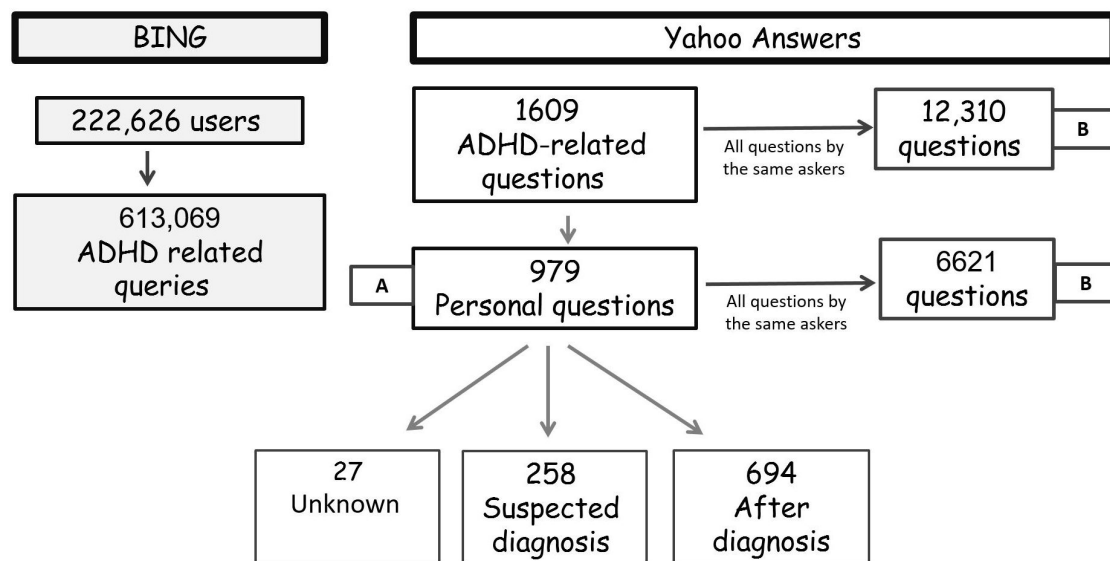 BING
222,626 users
613,069
ADHD related
queries
Yahoo Answers
1609
ADHD-related
questions
All questions by
the same askers
12,310
questions
B
A
979
Personal questions
All questions by
the same askers
6621
questions
B
27
Unknown
258
Suspected
diagnosis
694
After
diagnosis